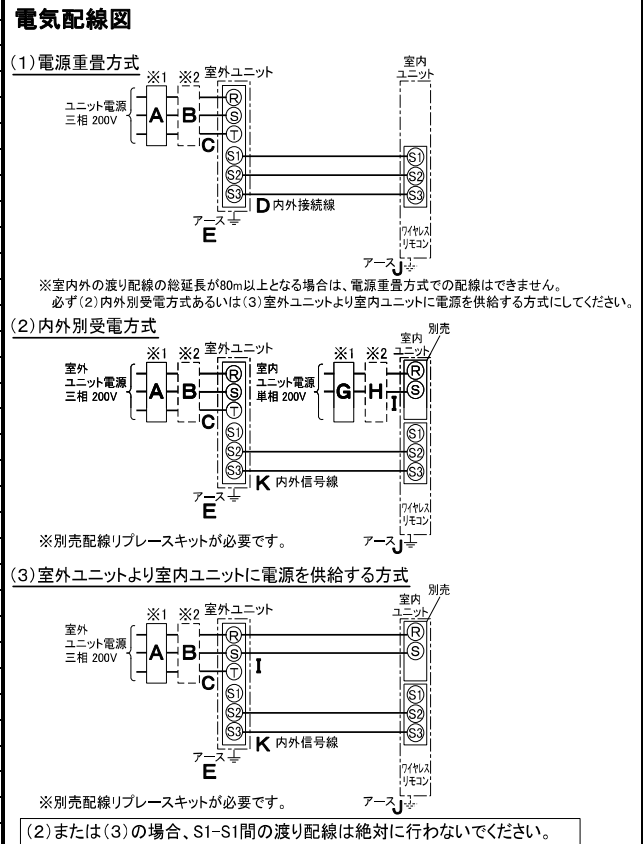 電気配線図
(1)電源重畳方式
※1 ※2 室外ユニット
室内
ユニット
ユニット電源
三相 200V
A B
C
R
S
T
S1
S2
S3
S1
S2
S3
D 内外接続線
アース
E
ワイヤレス
リモコン
アース J
※室内外の渡り配線の総延長が80m以上となる場合は、電源重畳方式での配線はできません。
必ず(2)内外別受電方式あるいは(3)室外ユニットより室内ユニットに電源を供給する方式にしてください。
(2)内外別受電方式
※1 ※2 室外ユニット
室外
ユニット電源
三相 200V
A B
C
R
S
T
S1
S2
S3
※1 ※2
室内
ユニット電源
単相 200V
G H
I
室内
ユニット
別売
R
S
S1
S2
S3
K 内外信号線
アース
E
ワイヤレス
リモコン
アース J
※別売配線リプレースキットが必要です。
(3)室外ユニットより室内ユニットに電源を供給する方式
※1 ※2 室外ユニット
室外
ユニット電源
三相 200V
A B
C
R
S
T
S1
S2
S3
I
室内
ユニット
別売
R
S
S1
S2
S3
K 内外信号線
アース
E
ワイヤレス
リモコン
アース J
※別売配線リプレースキットが必要です。
(2)または(3)の場合、S1-S1間の渡り配線は絶対に行わないでください。